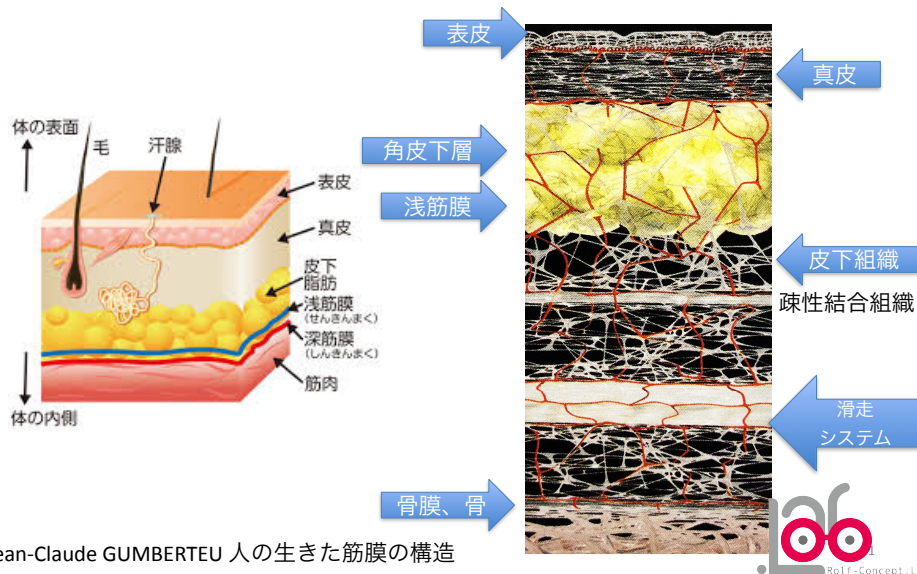 表皮
真皮
角皮下層
浅筋膜
皮下組織
疎性結合組織
滑走
システム
骨膜、骨
体の表面
毛
汗腺
表皮
真皮
皮下
脂肪
浅筋膜
(せんきんまく)
深筋膜
(しんきんまく)
筋肉
体の内側
ean-Claude GUMBERTEU 人の生きた筋膜の構造
Lab
1
Rolf-Concept.L